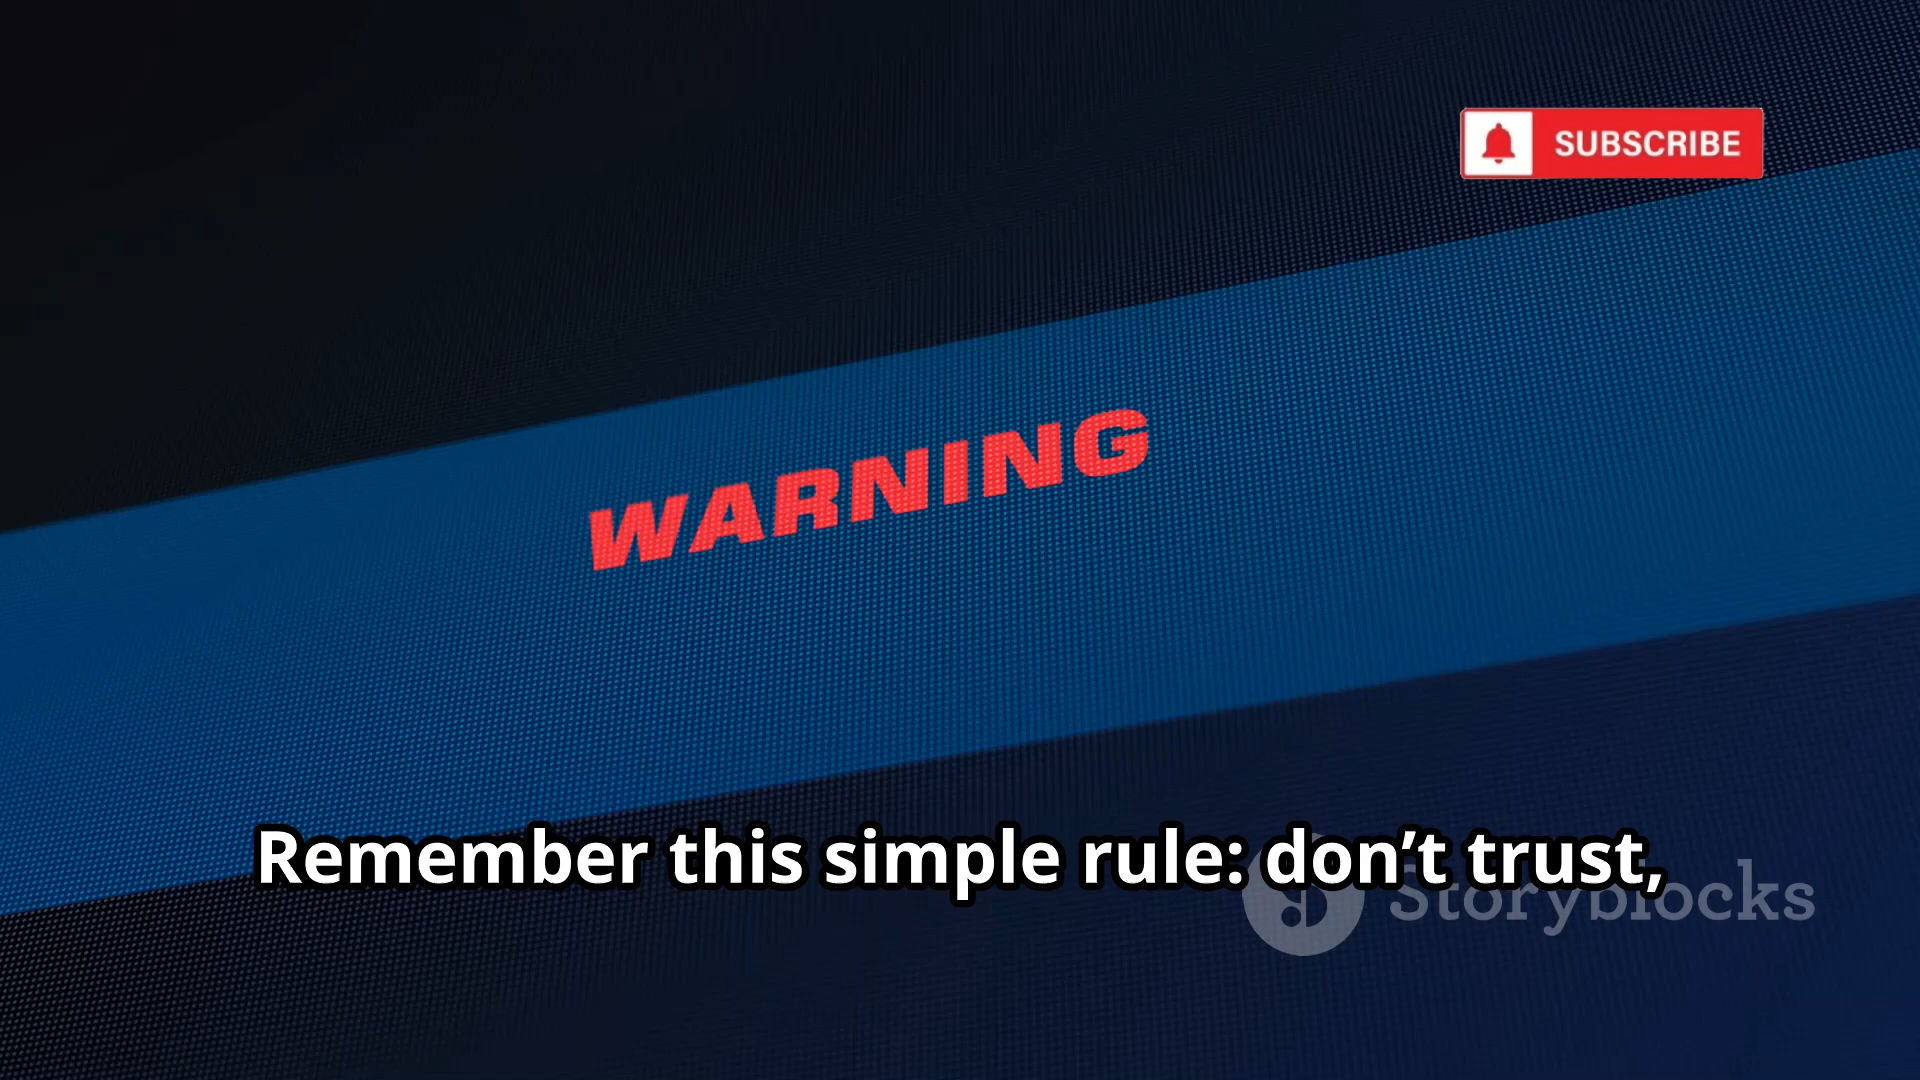 SUBSCRIBE
WARNING
Remember this simple rule: don’t trust,
Storyblocks